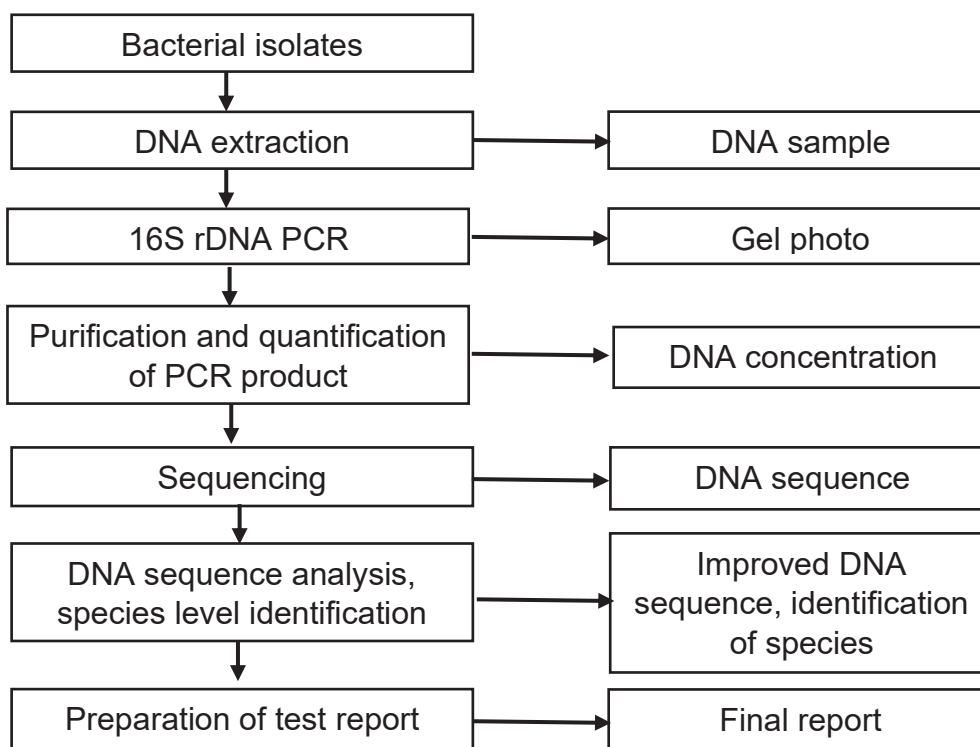 Bacterial isolates
DNA extraction
DNA sample
16S rDNA PCR
Gel photo
Purification and quantification
of PCR product
DNA concentration
Sequencing
DNA sequence
DNA sequence analysis,
species level identification
Improved DNA
sequence, identification
of species
Preparation of test report
Final report